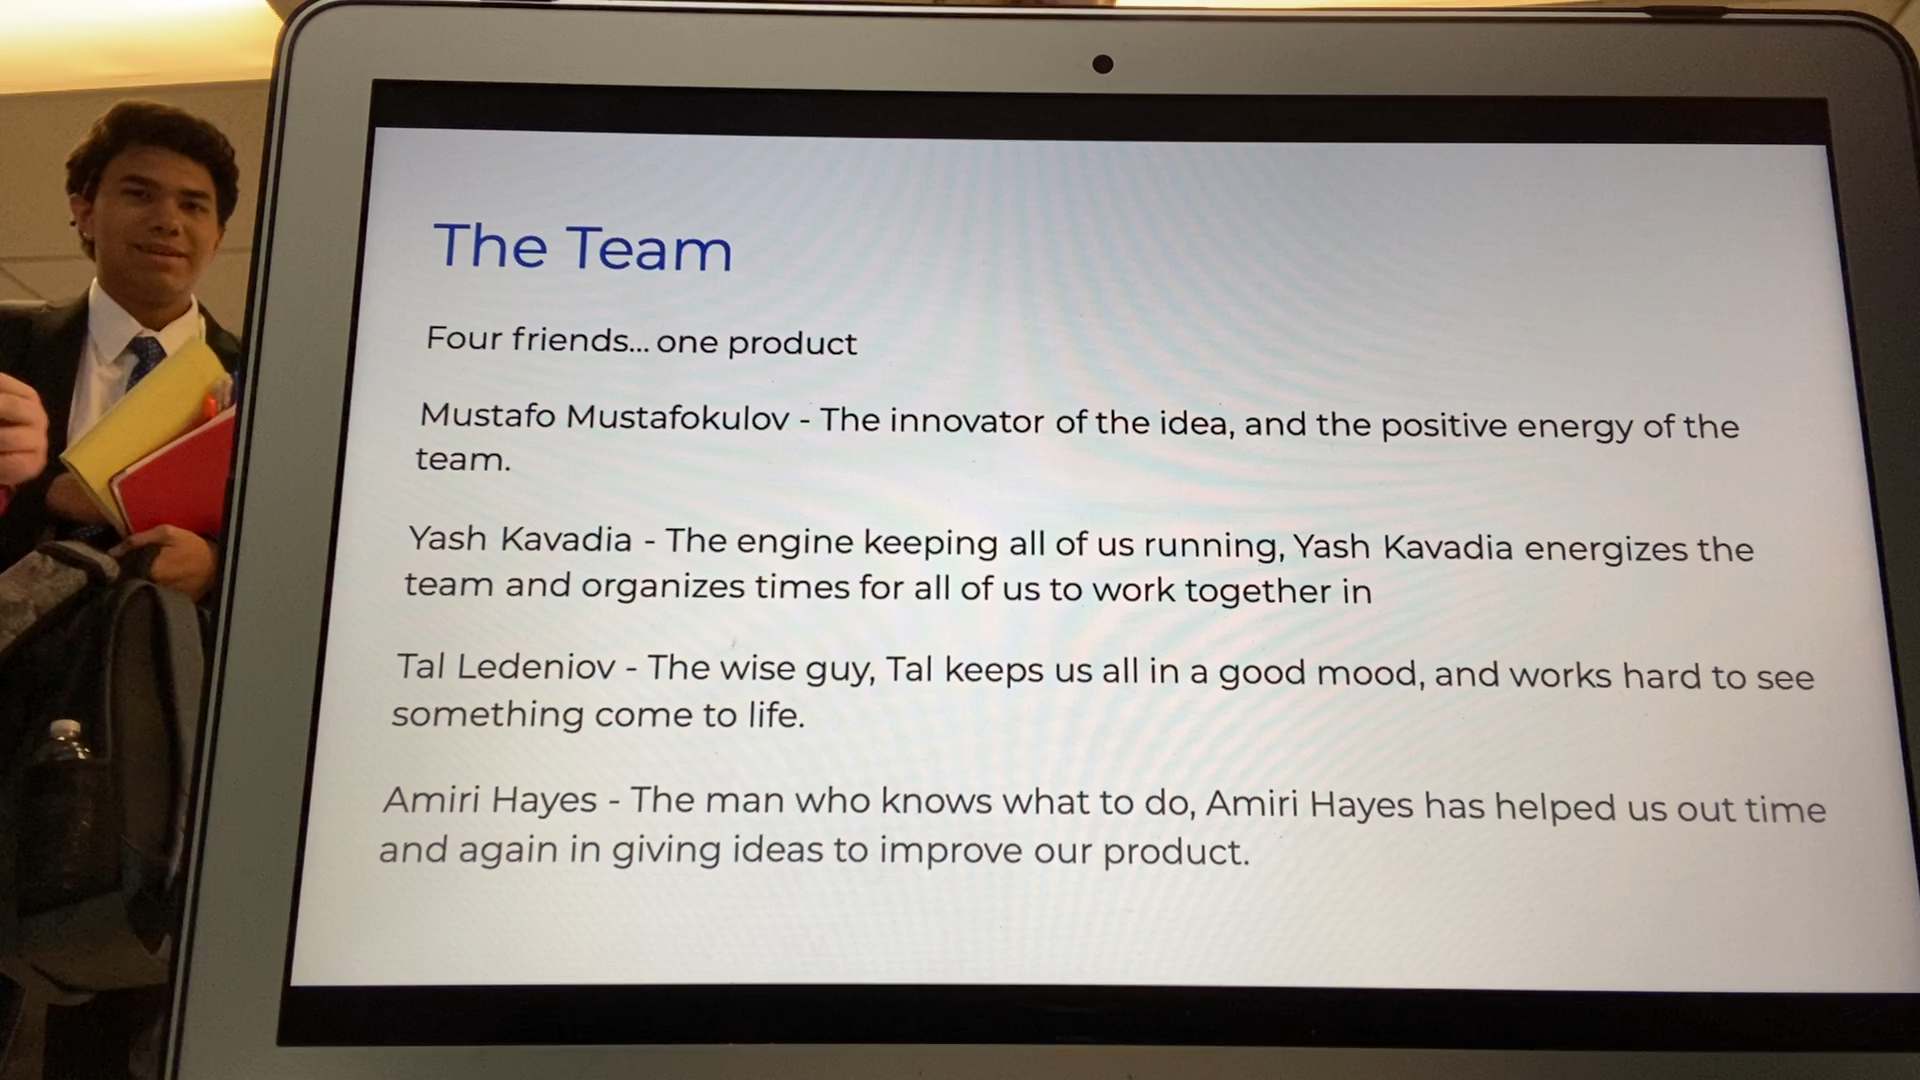 The Team
Four friends... one product
Mustafo Mustafokulov - The innovator of the idea, and the positive energy of the
team.
Yash Kavadia - The engine keeping all of us running, Yash Kavadia energizes the
team and organizes times for all of us to work together in
Tal Ledeniov - The wise guy, Tal keeps us all in a good mood, and works hard to see
something come to life.
Amiri Hayes - The man who knows what to do, Amiri Hayes has helped us out time
and again in giving ideas to improve our product.